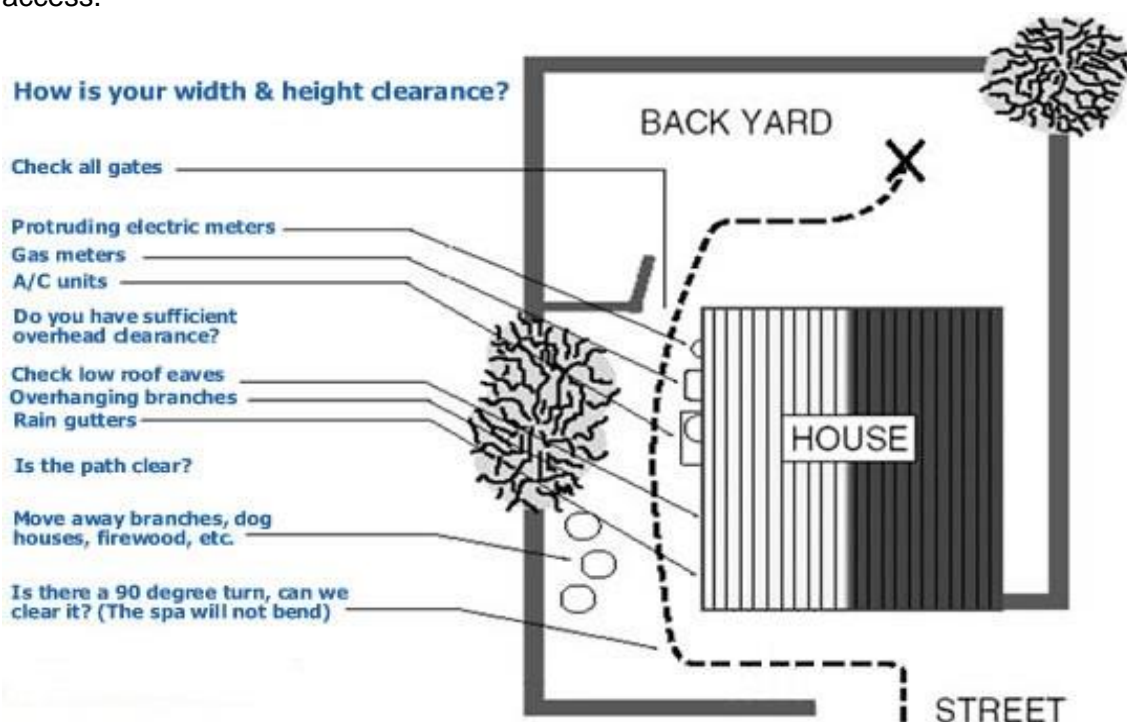 access.
How is your width & height clearance?
BACK YARD
Check all gates
Protruding electric meters
Gas meters
A/C units
Do you have sufficient
overhead clearance?
Check low roof eaves
Overhanging branches
Rain gutters
HOUSE
Is the path clear?
Move away branches, dog
houses, firewood, etc.
Is there a 90 degree turn, can we
clear it? (The spa will not bend)
STREET